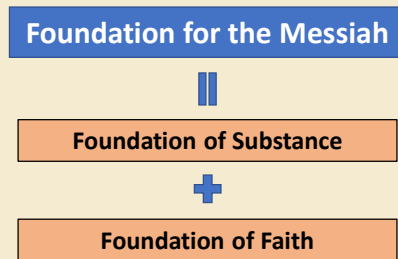 Foundation for the Messiah
Foundation of Substance
Foundation of Faith